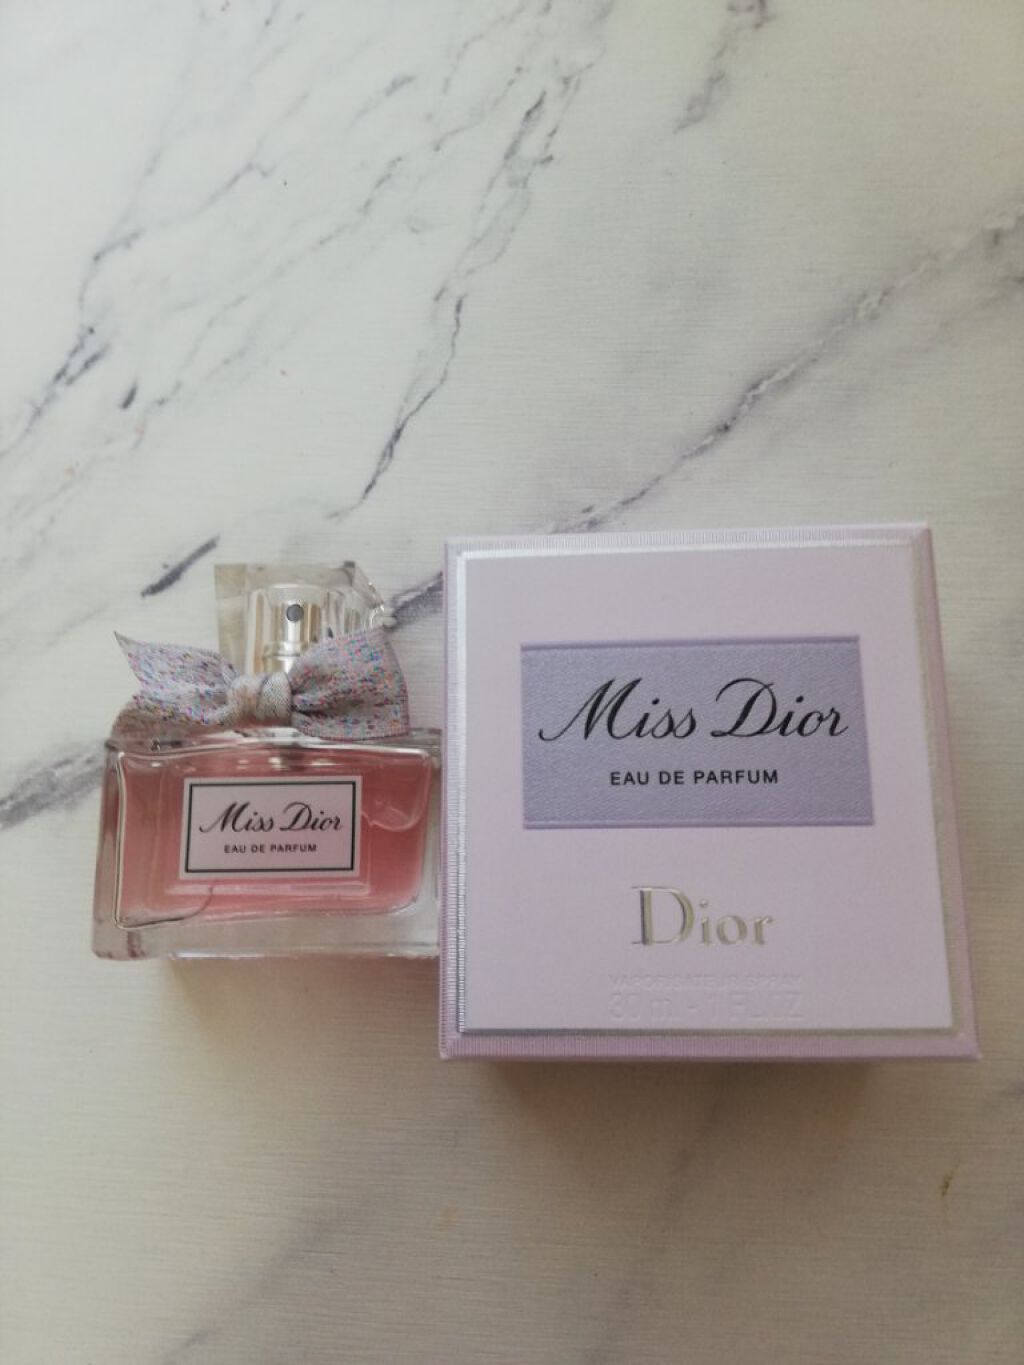 Miss Dior
EAU DE PARFUM
Miss Dior
EAU DE PARFUM
Dior
VAPORISATEUR SPRAY
30 ml - 1 FL.OZ